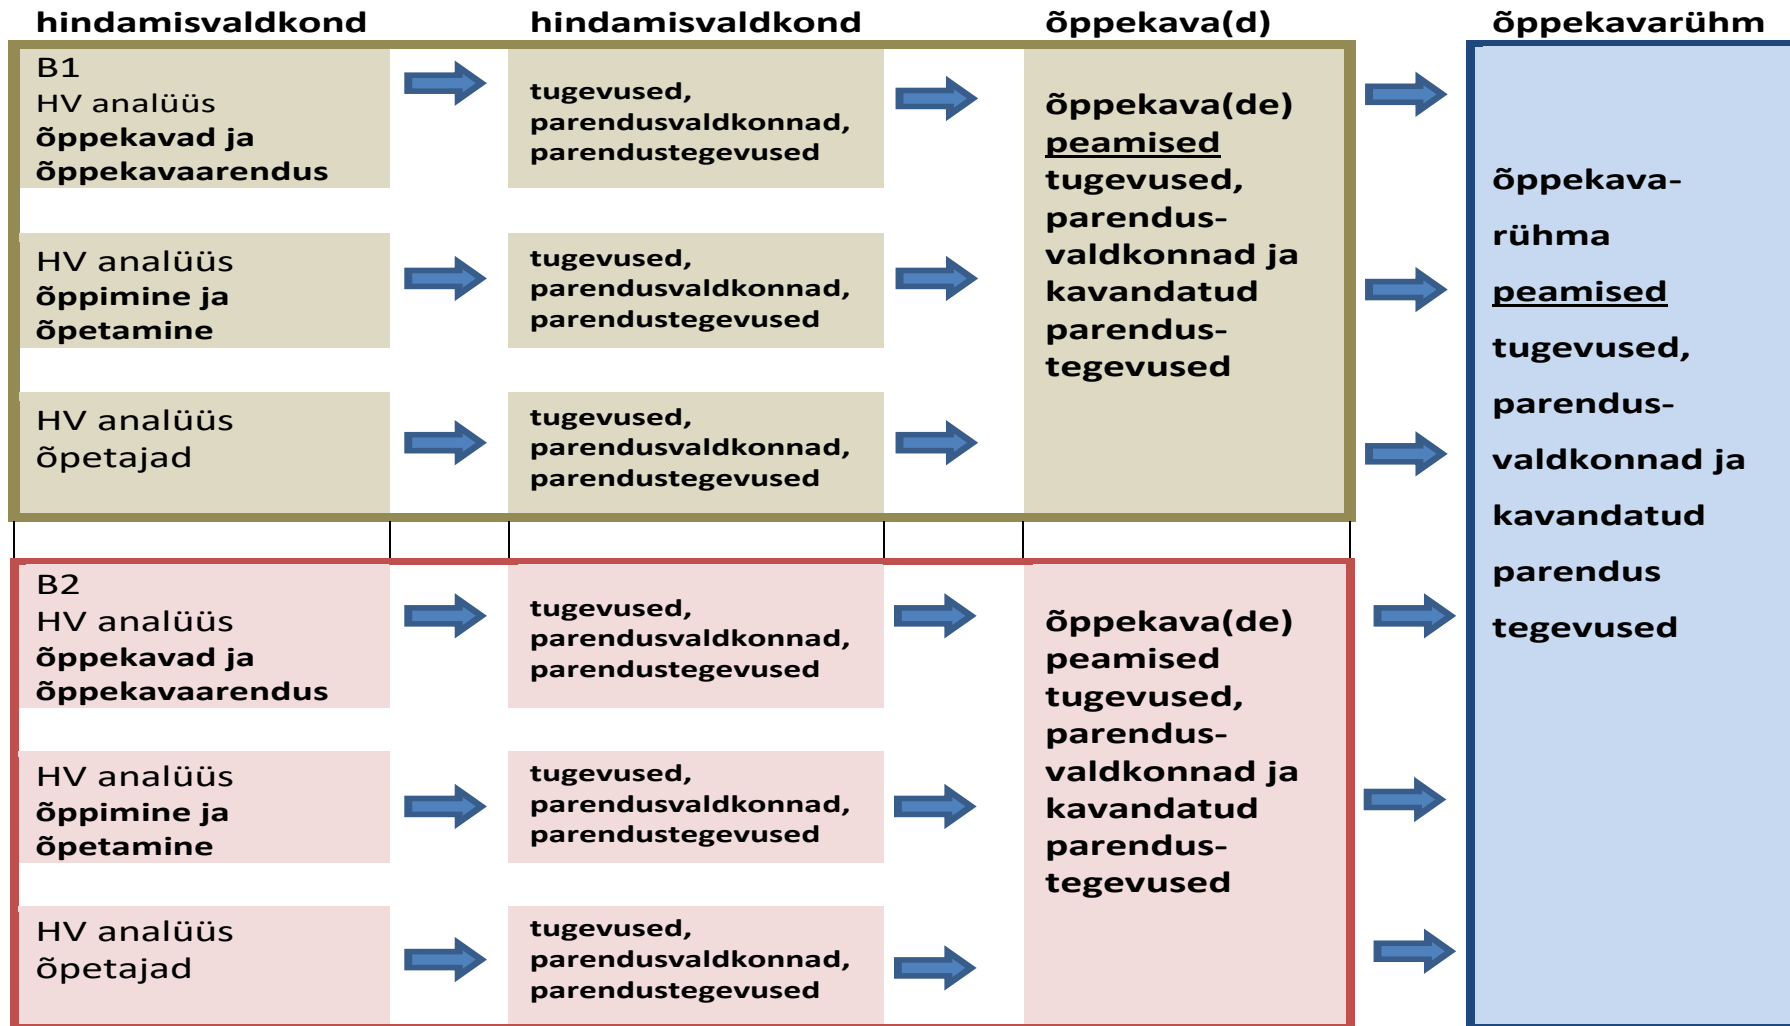 hindamisvaldkond
hindamisvaldkond
õppekava(d)
õppekavarühm
B1
HV analüüs
õppekavad ja
õppekavaarendus
tugevused,
parendusvaldkonnad,
parendustegevused
HV analüüs
õppimine ja
õpetamine
tugevused,
parendusvaldkonnad,
parendustegevused
HV analüüs
õpetajad
tugevused,
parendusvaldkonnad,
parendustegevused
õppekava(de)
peamised
tugevused,
parendus-
valdkonnad ja
kavandatud
parendus-
tegevused
B2
HV analüüs
õppekavad ja
õppekavaarendus
tugevused,
parendusvaldkonnad,
parendustegevused
HV analüüs
õppimine ja
õpetamine
tugevused,
parendusvaldkonnad,
parendustegevused
HV analüüs
õpetajad
tugevused,
parendusvaldkonnad,
parendustegevused
õppekava(de)
peamised
tugevused,
parendus-
valdkonnad ja
kavandatud
parendus-
tegevused
õppekava-
rühma
peamised
tugevused,
parendus-
valdkonnad ja
kavandatud
parendus
tegevused